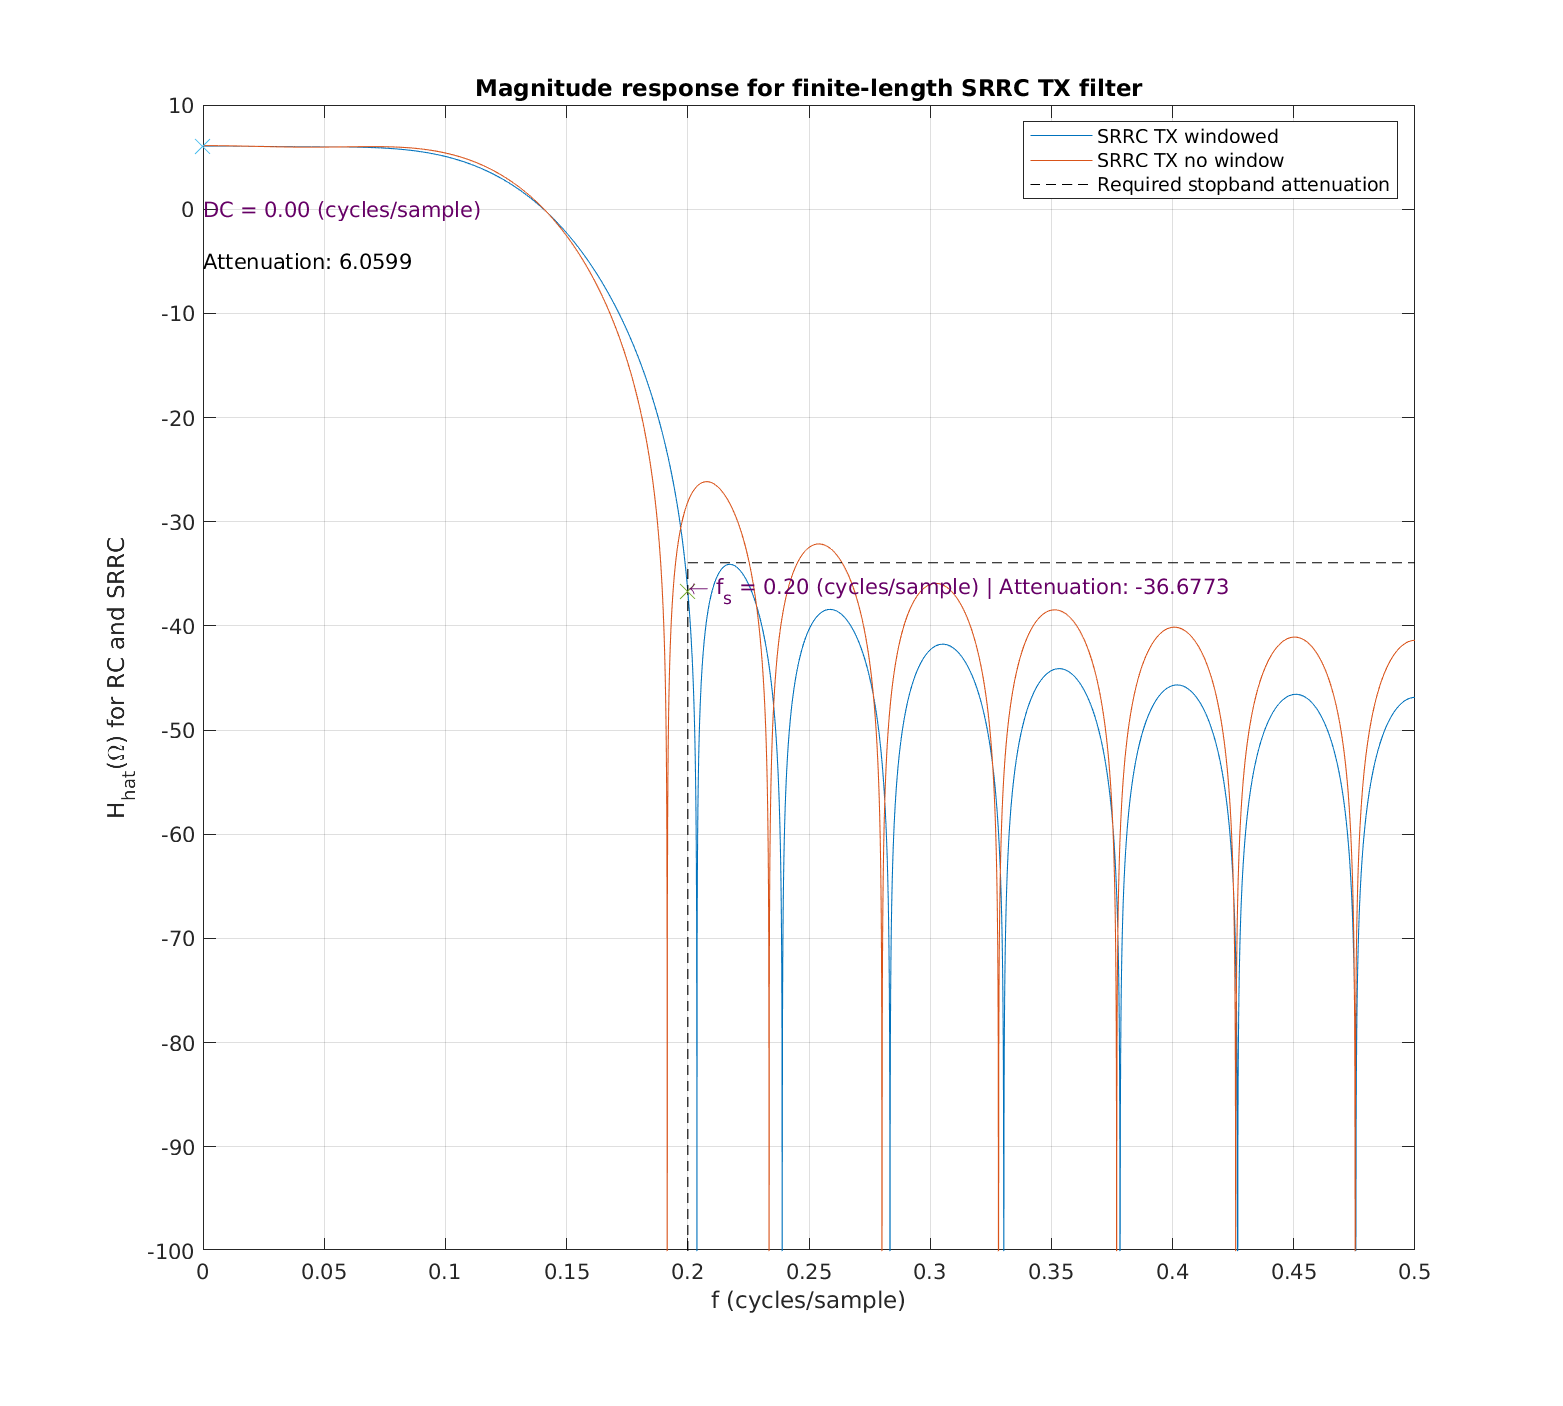 Magnitude response for finite-length SRRC TX filter
SRRC TX windowed
SRRC TX no window
Required stopband attenuation
DC = 0.00 (cycles/sample)
Attenuation: 6.0599
← f_s = 0.20 (cycles/sample) | Attenuation: -36.6773
H_hat(Ω) for RC and SRRC
10
0
-10
-20
-30
-40
-50
-60
-70
-80
-90
-100
0 0.05 0.1 0.15 0.2 0.25 0.3 0.35 0.4 0.45 0.5
f (cycles/sample)